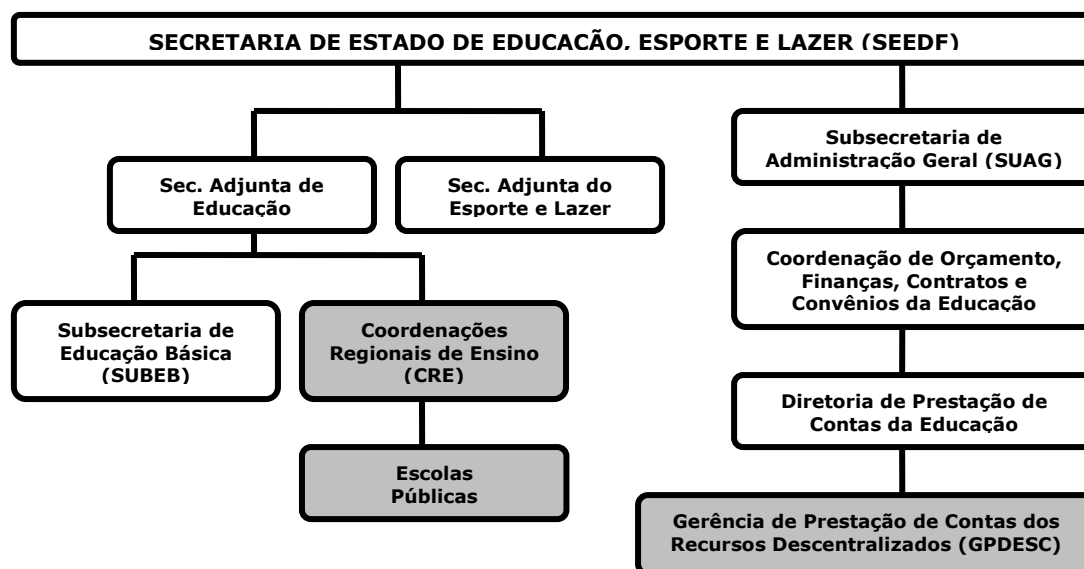 SECRETARIA DE ESTADO DE EDUCAÇÃO, ESPORTE E LAZER (SEEDF)
Subsecretaria de
Administração Geral (SUAG)
Sec. Adjunta de
Educação
Sec. Adjunta do
Esporte e Lazer
Coordenação de Orçamento,
Finanças, Contratos e
Convênios da Educação
Subsecretaria de
Educação Básica
(SUBEB)
Coordenações
Regionais de Ensino
(CRE)
Diretoria de Prestação de
Contas da Educação
Escolas
Públicas
Gerência de Prestação de Contas dos
Recursos Descentralizados (GPDESC)